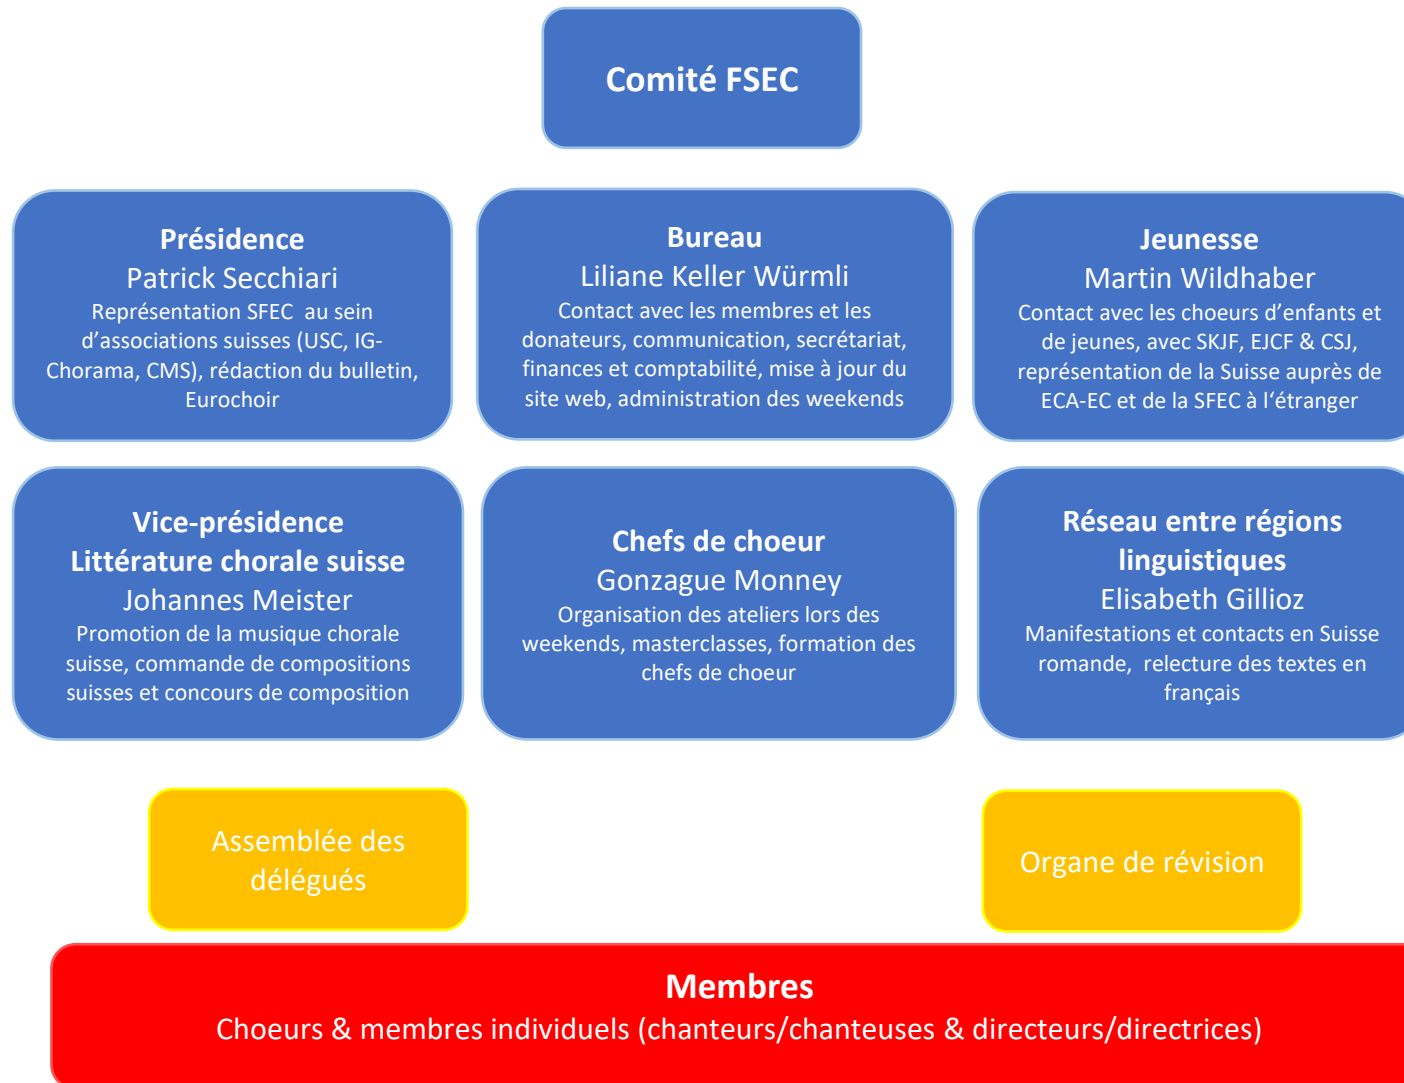 Comité FSEC
Présidence
Patrick Secchiari
Représentation SFEC  au sein
d’associations suisses (USC, IG-
Chorama, CMS), rédaction du bulletin,
Eurochoir
Bureau
Liliane Keller Würmli
Contact avec les membres et les
donateurs, communication, secrétariat,
finances et comptabilité, mise à jour du
site web, administration des weekends
Jeunesse
Martin Wildhaber
Contact avec les choeurs d’enfants et
de jeunes, avec SKJF, EJCF & CSJ,
représentation de la Suisse auprès de
ECA-EC et de la SFEC à l‘étranger
Vice-présidence
Littérature chorale suisse
Johannes Meister
Promotion de la musique chorale
suisse, commande de compositions
suisses et concours de composition
Chefs de choeur
Gonzague Monney
Organisation des ateliers lors des
weekends, masterclasses, formation des
chefs de choeur
Réseau entre régions
linguistiques
Elisabeth Gillioz
Manifestations et contacts en Suisse
romande,  relecture des textes en
français
Assemblée des
délégués
Organe de révision
Membres
Choeurs & membres individuels (chanteurs/chanteuses & directeurs/directrices)